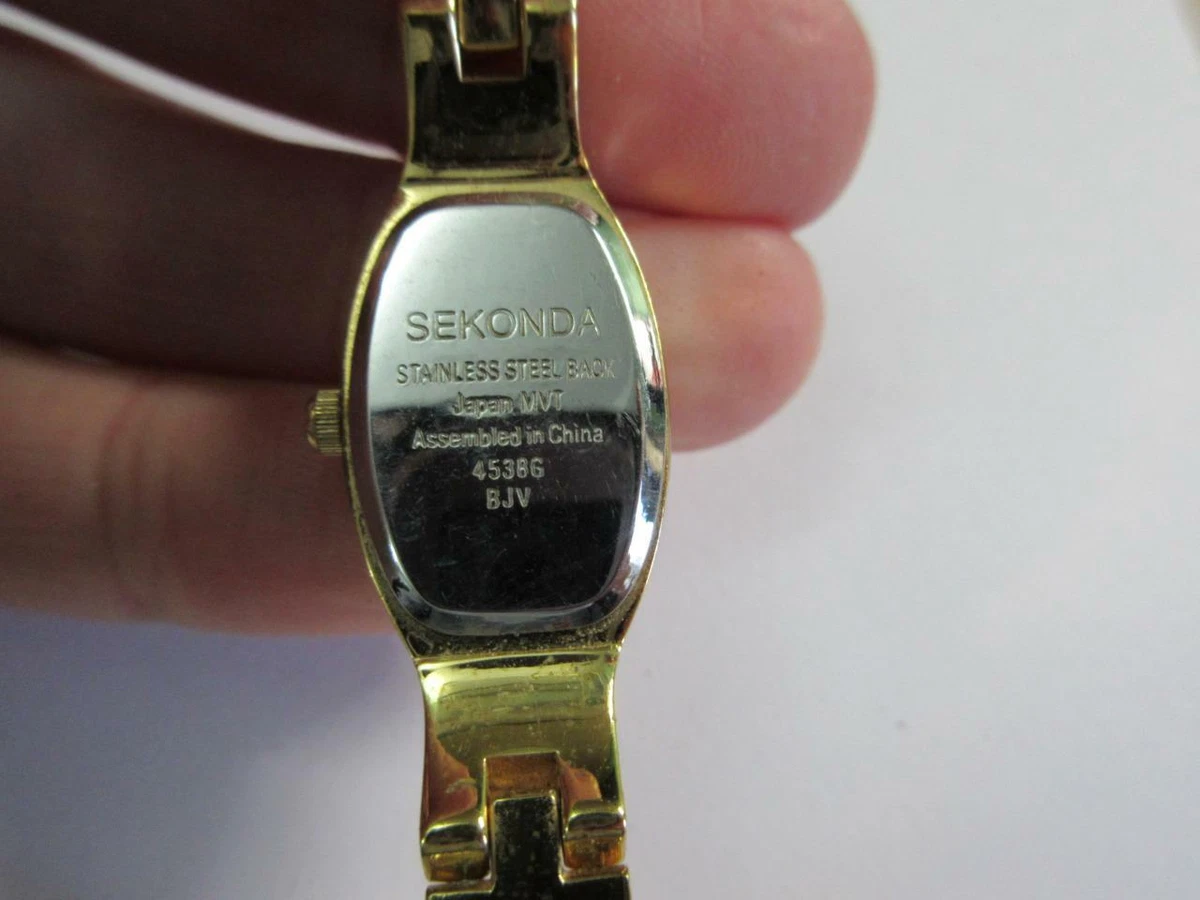 SEKONDA
STAINLESS STEEL BACK
Japan MVT
Assembled in China
4538G
BJV